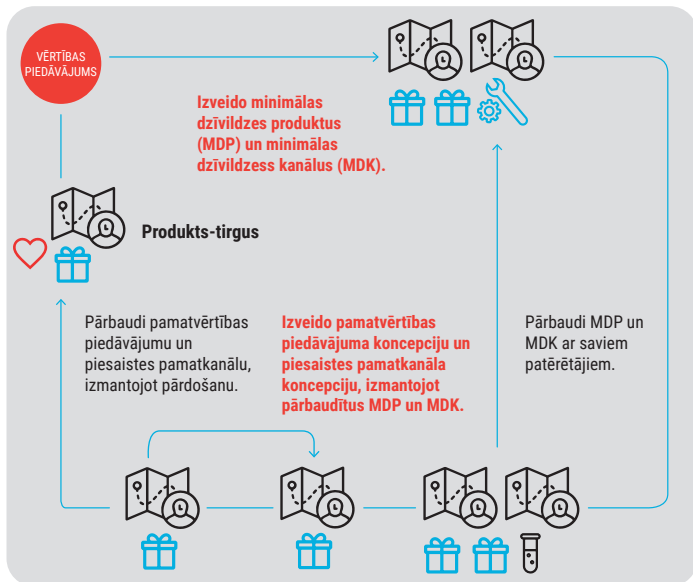 VĒRTĪBAS
PIEDĀVĀJUMS
Izveido minimālas
dzīvildzes produktus
(MDP) un minimālas
dzīvildzess kanālus (MDK).
Produkts-tirgus
Pārbaudi pamatvērtības
piedāvājumu un
piesaistes pamatkanālu,
izmantojot pārdošanu.
Izveido pamatvērtības
piedāvājuma koncepciju un
piesaistes pamatkanāla
koncepciju, izmantojot
pārbaudītus MDP un MDK.
Pārbaudi MDP un
MDK ar saviem
patērētājiem.